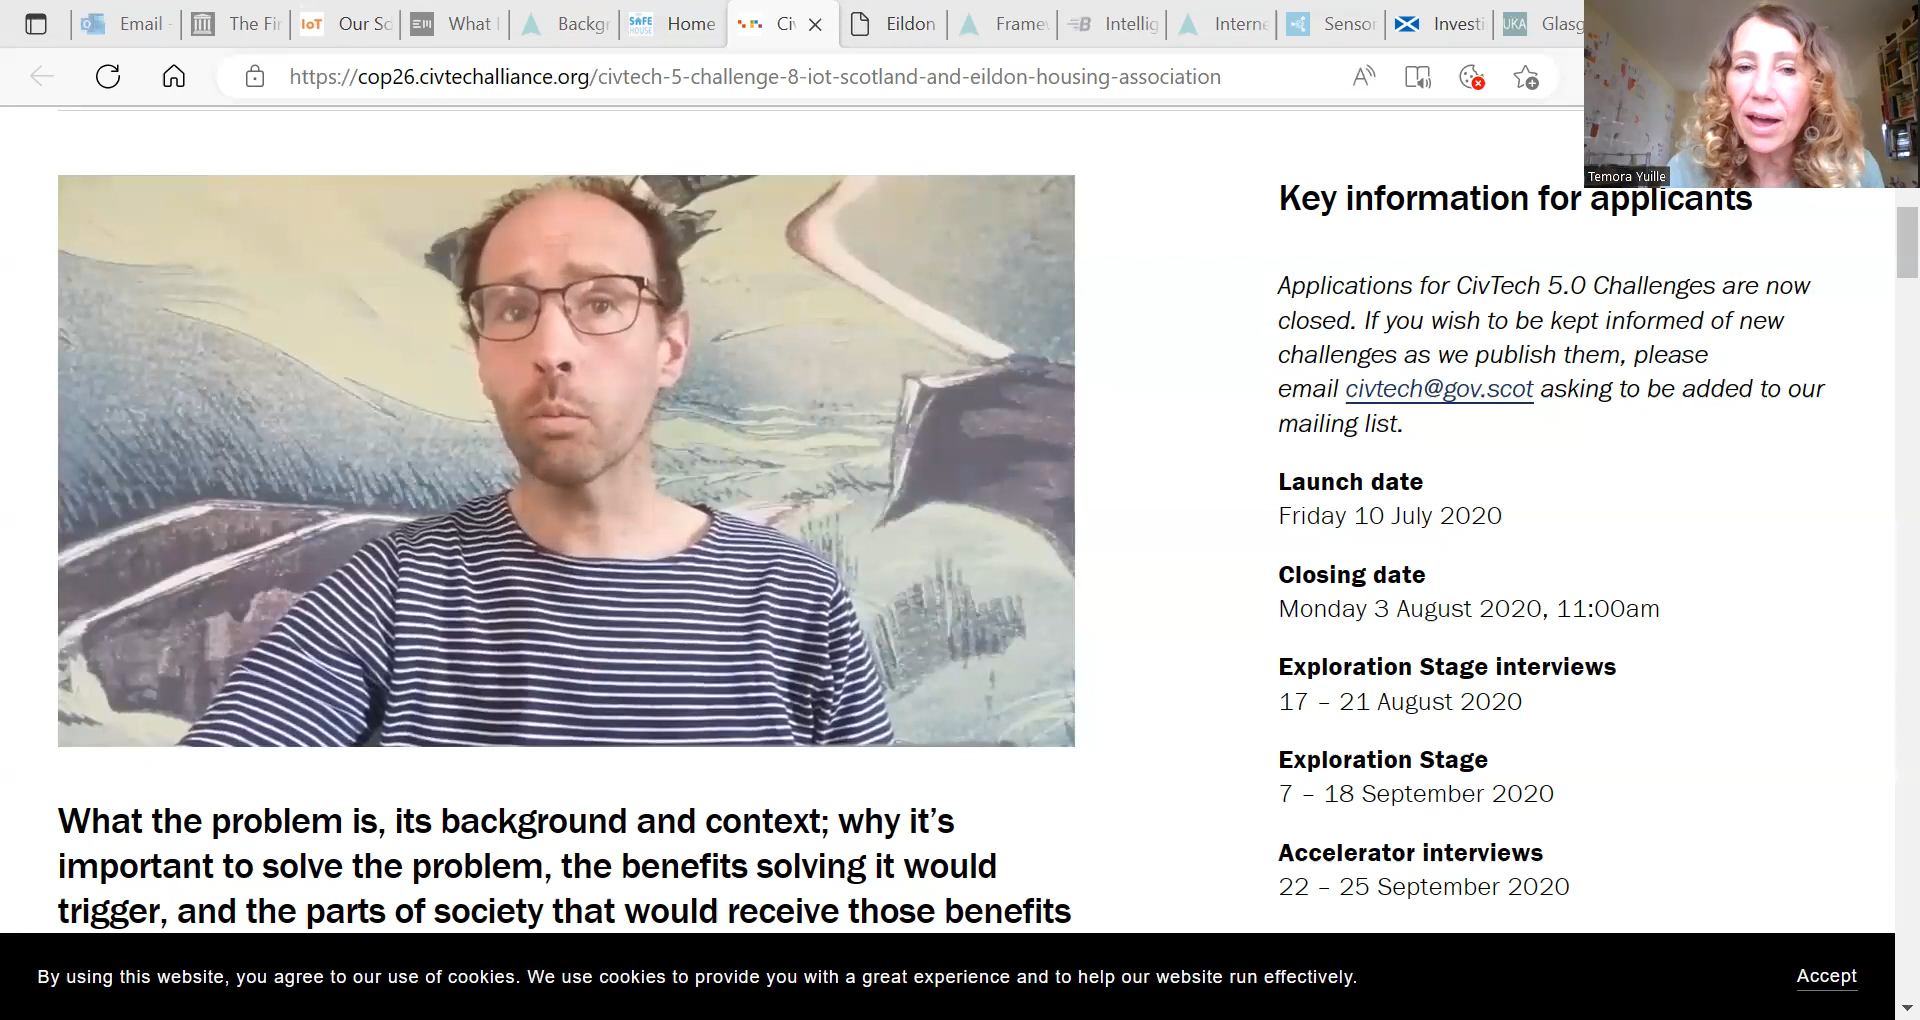 Email
The Fir
IoT
Our Sc
What I
Backgr
SAFE HOUSE
Home
Civ
Eildon
Frame
Intellig
Interne
Sensor
Investi
UKA
Glasg
https://cop26.civtechalliance.org/civtech-5-challenge-8-iot-scotland-and-eildon-housing-association
Temora Yuille
Key information for applicants
Applications for CivTech 5.0 Challenges are now
closed. If you wish to be kept informed of new
challenges as we publish them, please
email civtech@gov.scot asking to be added to our
mailing list.
Launch date
Friday 10 July 2020
Closing date
Monday 3 August 2020, 11:00am
Exploration Stage interviews
17 – 21 August 2020
Exploration Stage
7 – 18 September 2020
Accelerator interviews
22 – 25 September 2020
What the problem is, its background and context; why it’s
important to solve the problem, the benefits solving it would
trigger, and the parts of society that would receive those benefits
By using this website, you agree to our use of cookies. We use cookies to provide you with a great experience and to help our website run effectively.
Accept